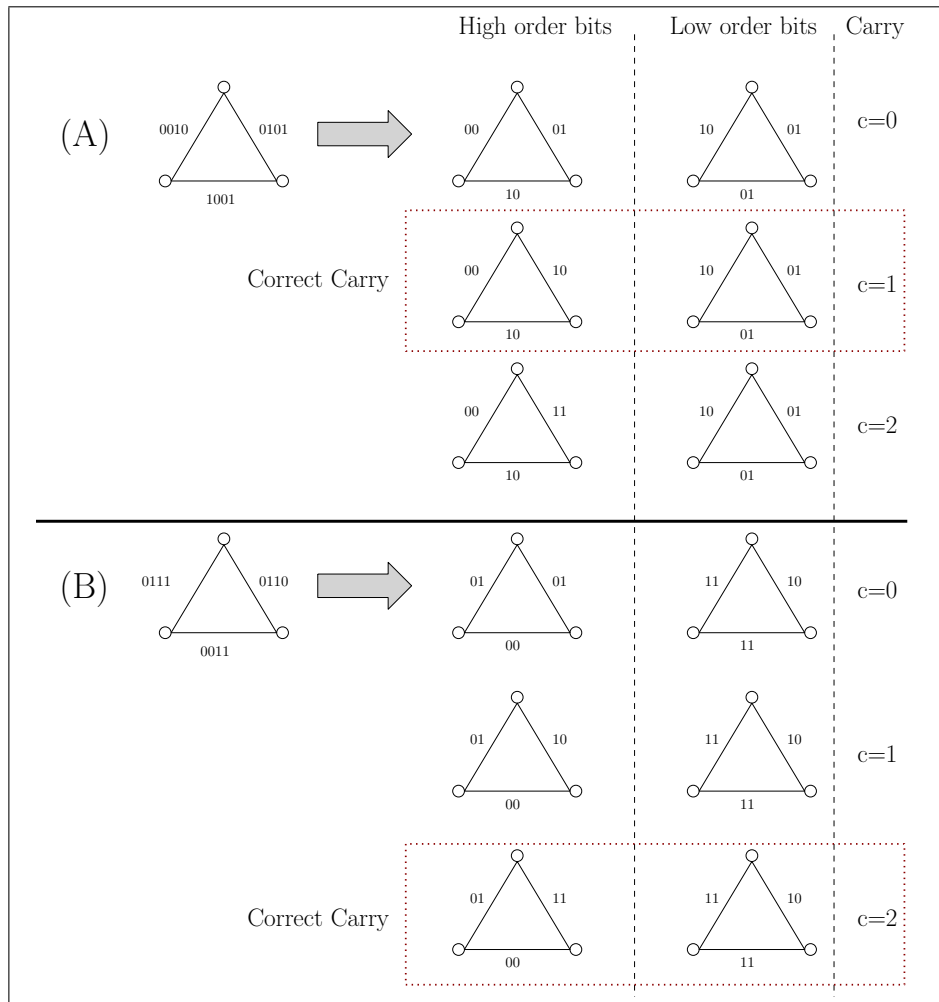 High order bits Low order bits Carry
(A) 0010 0101 00 01 10 01 c=0
1001 10 01
Correct Carry 00 10 10 01 c=1
10 01
00 11 10 01 c=2
10 01
(B) 0111 0110 01 01 11 10 c=0
0011 00 11
01 10 11 10 c=1
00 11
Correct Carry 01 11 11 10 c=2
00 11